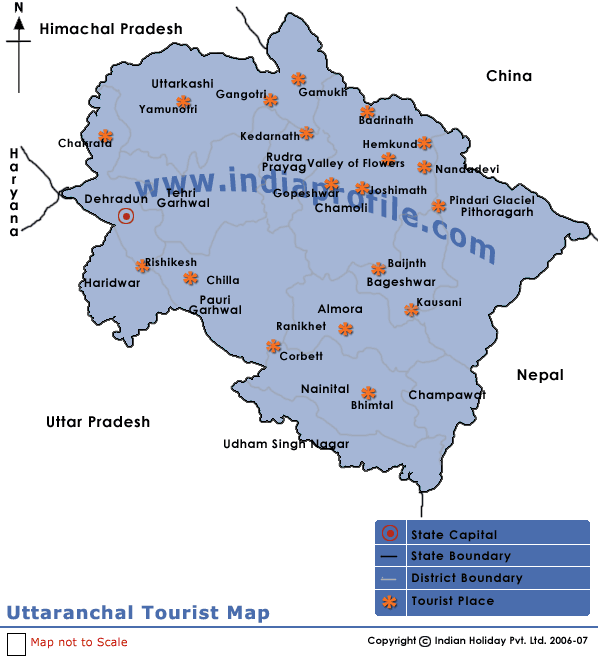 N
Himachal Pradesh
China
Uttarkashi
Gangotri
Gamukh
Yamunotri
Badrinath
Chakrata
Kedarnath
Hemkund
Haryana
Rudra
Prayag
Valley of Flowers
Nandadevi
www.indiaprofile.com
Dehradun
Tehri
Garhwal
Gopeshwar
Joshimath
Chamoli
Pindari Glaciel
Pithoragarh
Rishikesh
Haridwar
Chilla
Baijnth
Bageshwar
Pauri
Garhwal
Almora
Kausani
Ranikhet
Corbett
Nepal
Nainital
Bhimtal
Champawat
Uttar Pradesh
Udham Singh Nagar
State Capital
State Boundary
District Boundary
Tourist Place
Uttaranchal Tourist Map
Map not to Scale
Copyright © Indian Holiday Pvt. Ltd. 2006-07